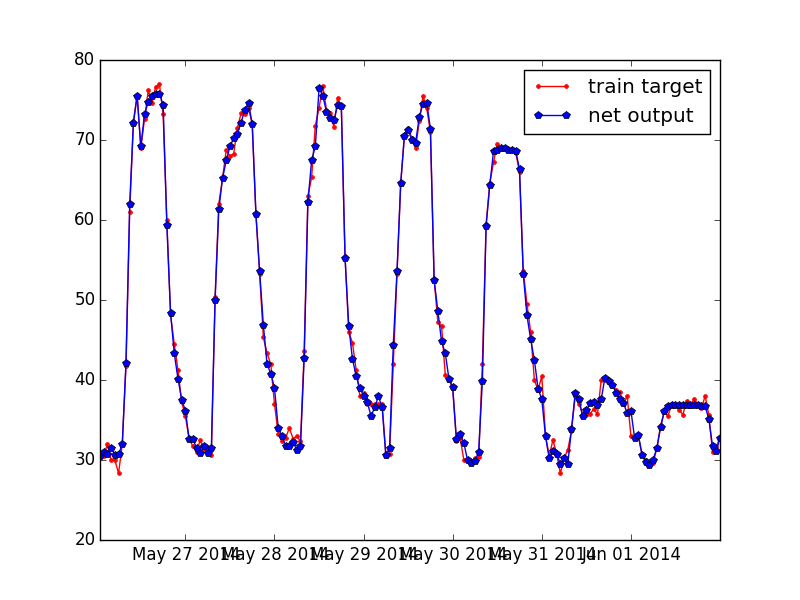 80
70
60
50
40
30
20
train target
net output
May 27 2014
May 28 2014
May 29 2014
May 30 2014
May 31 2014
Jun 01 2014